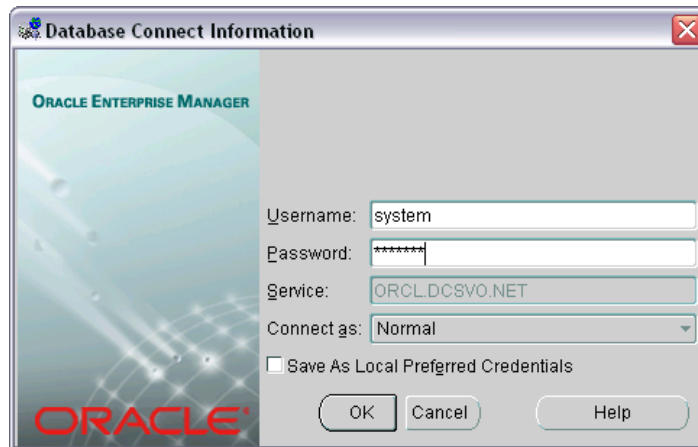 Database Connect Information
ORACLE ENTERPRISE MANAGER
Username: system
Password: *******
Service: ORCL.DCSVO.NET
Connect as: Normal
Save As Local Preferred Credentials
OK Cancel Help
ORACLE